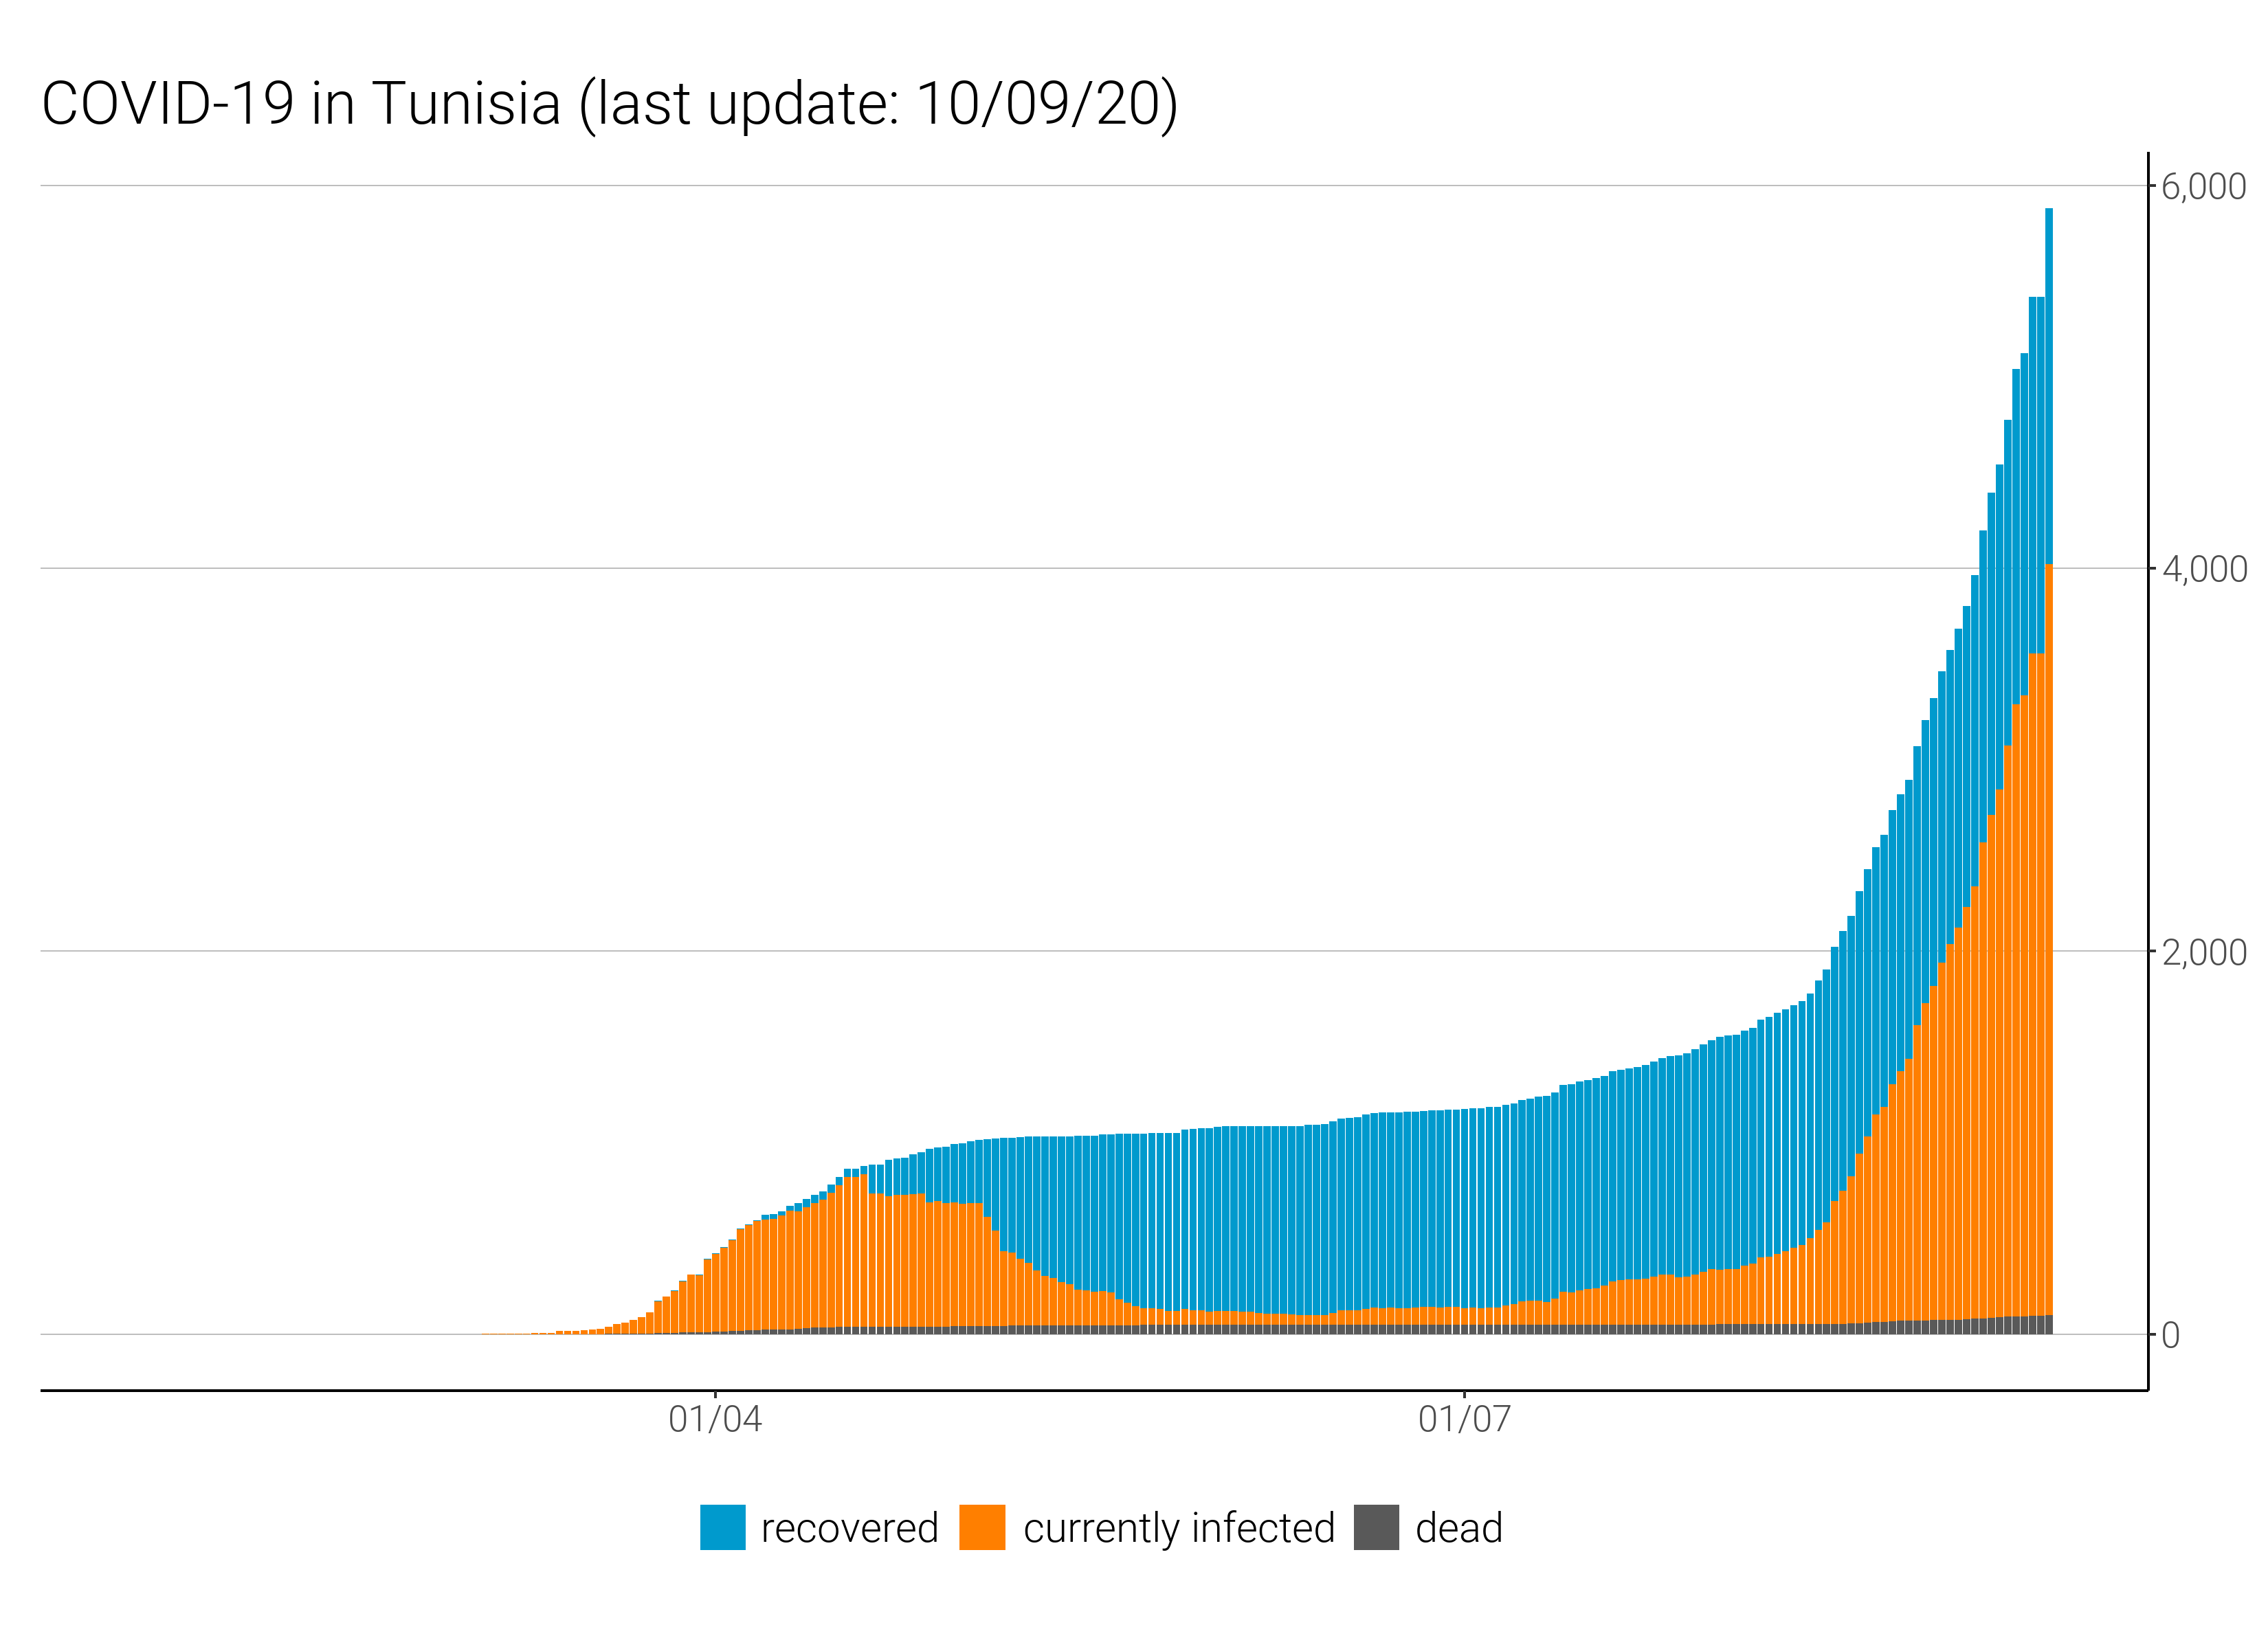 COVID-19 in Tunisia (last update: 10/09/20)
6,000
4,000
2,000
0
01/04 01/07
recovered currently infected dead